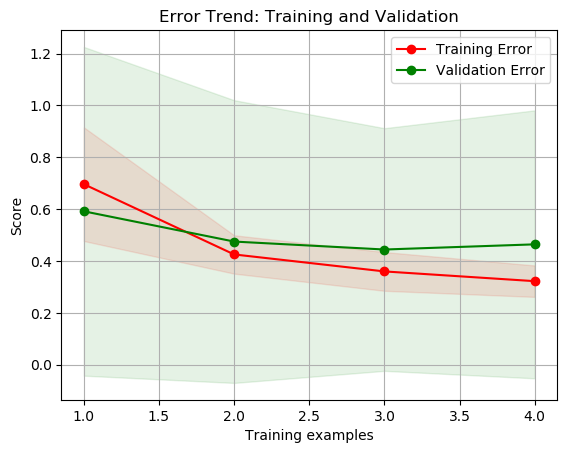 Error Trend: Training and Validation
Training Error
Validation Error
Score
1.2
1.0
0.8
0.6
0.4
0.2
0.0
1.0 1.5 2.0 2.5 3.0 3.5 4.0
Training examples